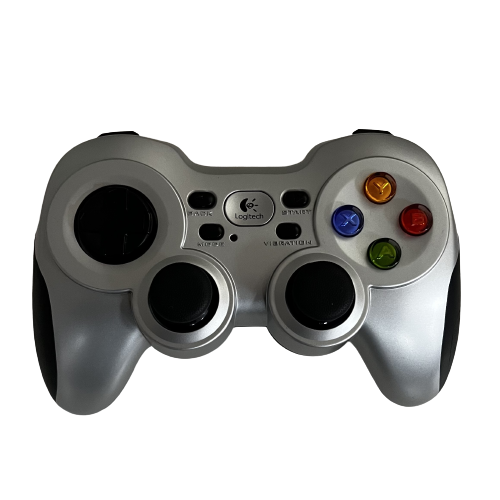 BACK
Logitech
START
MODE
VIBRATION
Y
X
B
A